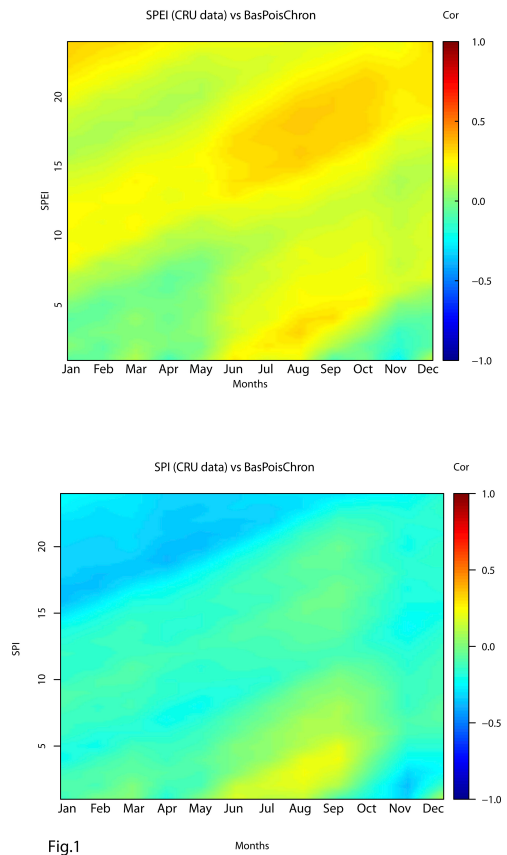 SPEI (CRU data) vs BasPoisChron
Cor
1.0
0.5
0.0
−0.5
−1.0
SPEI
20
15
10
5
Jan Feb Mar Apr May Jun Jul Aug Sep Oct Nov Dec
Months
SPI (CRU data) vs BasPoisChron
Cor
1.0
0.5
0.0
−0.5
−1.0
SPI
20
15
10
5
Jan Feb Mar Apr May Jun Jul Aug Sep Oct Nov Dec
Fig.1
Months